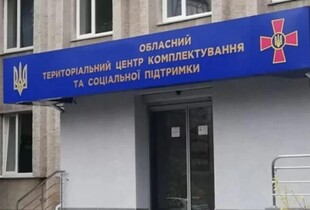 ОБЛАСНИЙ
ТЕРИТОРІАЛЬНИЙ ЦЕНТР КОМПЛЕКТУВАННЯ
ТА СОЦІАЛЬНОЇ ПІДТРИМКИ